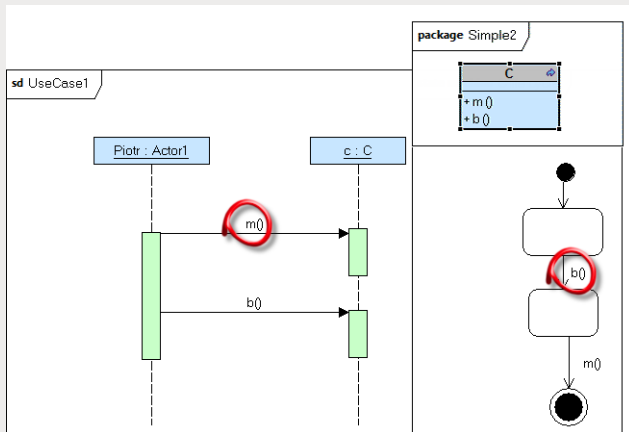 package Simple2
C
+ m ()
+ b ()
sd UseCase1
Piotr : Actor1
c : C
m()
b()
b()
m()